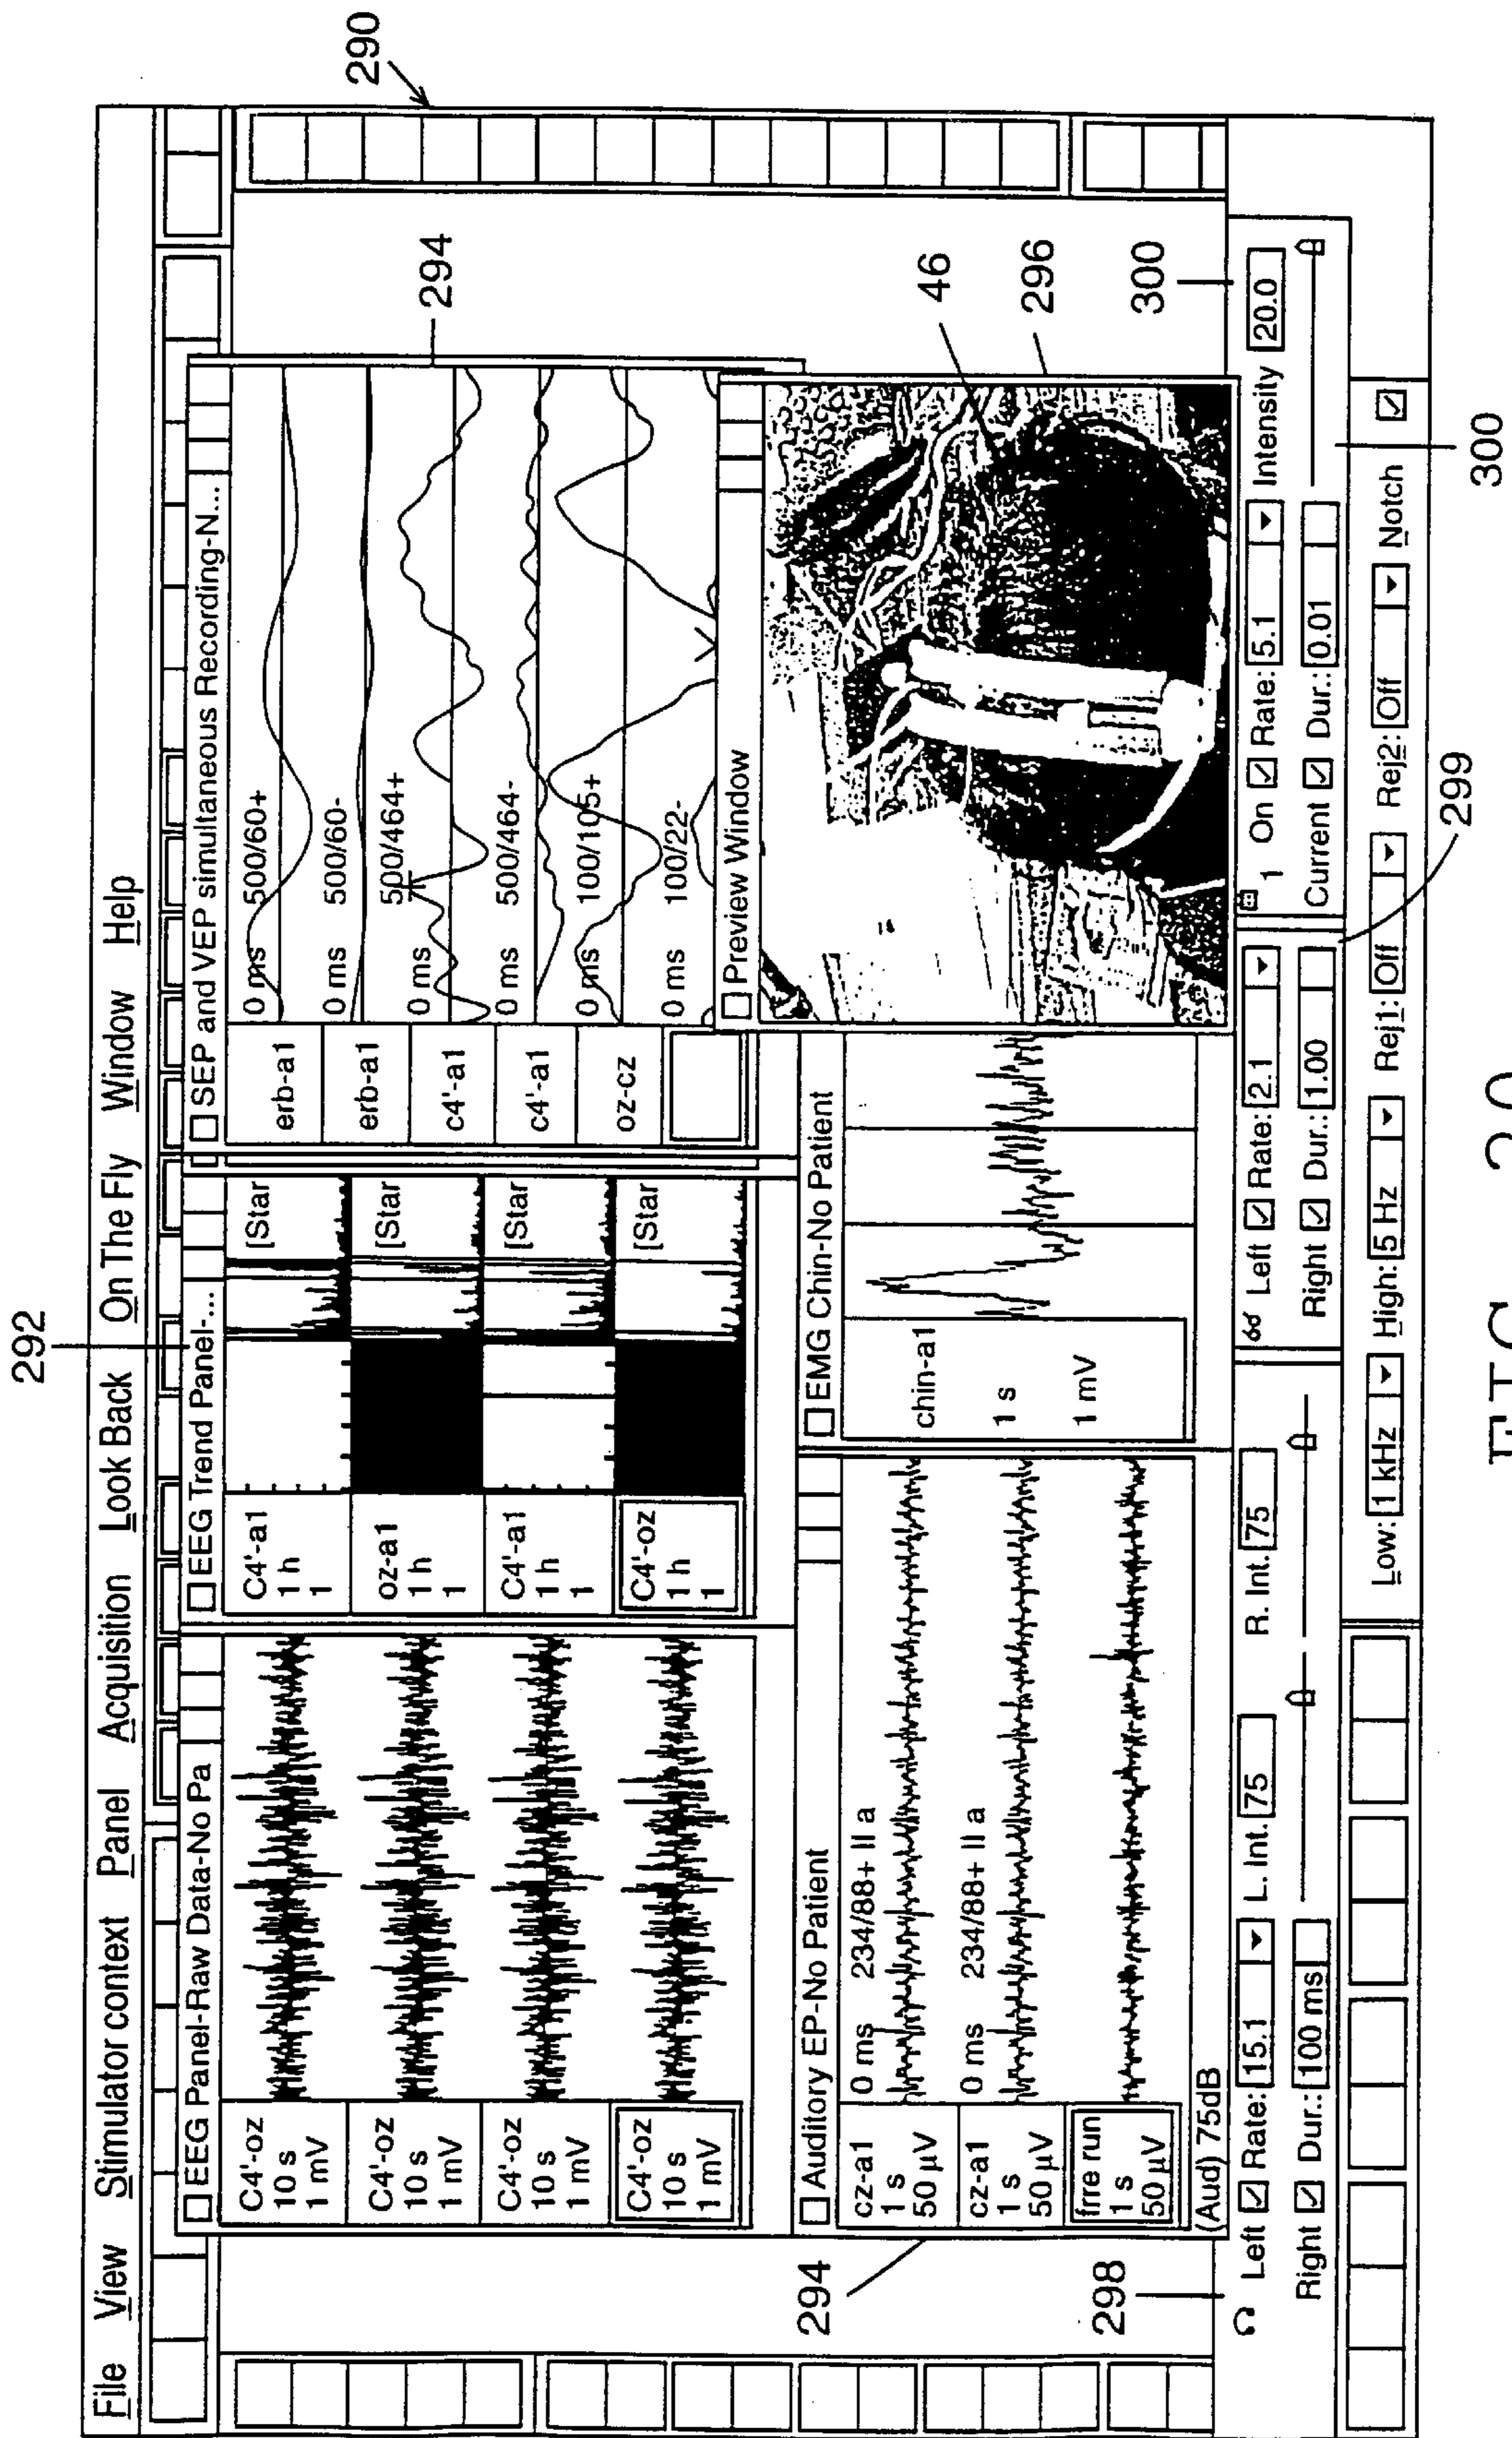 292
290
File View Stimulator context Panel Acquisition Look Back On The Fly Window Help
EEG Panel-Raw Data-No Pa
C4'-oz
10 s
1 mV
C4'-oz
10 s
1 mV
C4'-oz
10 s
1 mV
C4'-oz
10 s
1 mV
EEG Trend Panel-...
C4'-a1
1 h
1
[Star
oz-a1
1 h
1
[Star
C4'-a1
1 h
1
[Star
C4'-oz
1 h
1
[Star
SEP and VEP simultaneous Recording-N...
erb-a1
0 ms 500/60+
erb-a1
0 ms 500/60-
c4'-a1
0 ms 500/464+
c4'-a1
0 ms 500/464-
oz-cz
0 ms 100/105+
0 ms 100/22-
294
Auditory EP-No Patient
cz-a1
1 s
50 µV
0 ms 234/88+ II a
cz-a1
1 s
50 µV
0 ms 234/88+ II a
frre run
1 s
50 µV
(Aud) 75dB
294
EMG Chin-No Patient
chin-a1
1 s
1 mV
Preview Window
46
296
298
300
Left Rate: 15.1 L. Int. 75 R. Int. 75
Right Dur.: 100 ms
Left Rate: 2.1
Right Dur.: 1.00
1 On Rate: 5.1 Intensity 20.0
Current Dur.: 0.01
Low: 1 kHz High: 5 Hz Rej1: Off Rej2: Off Notch
299
300